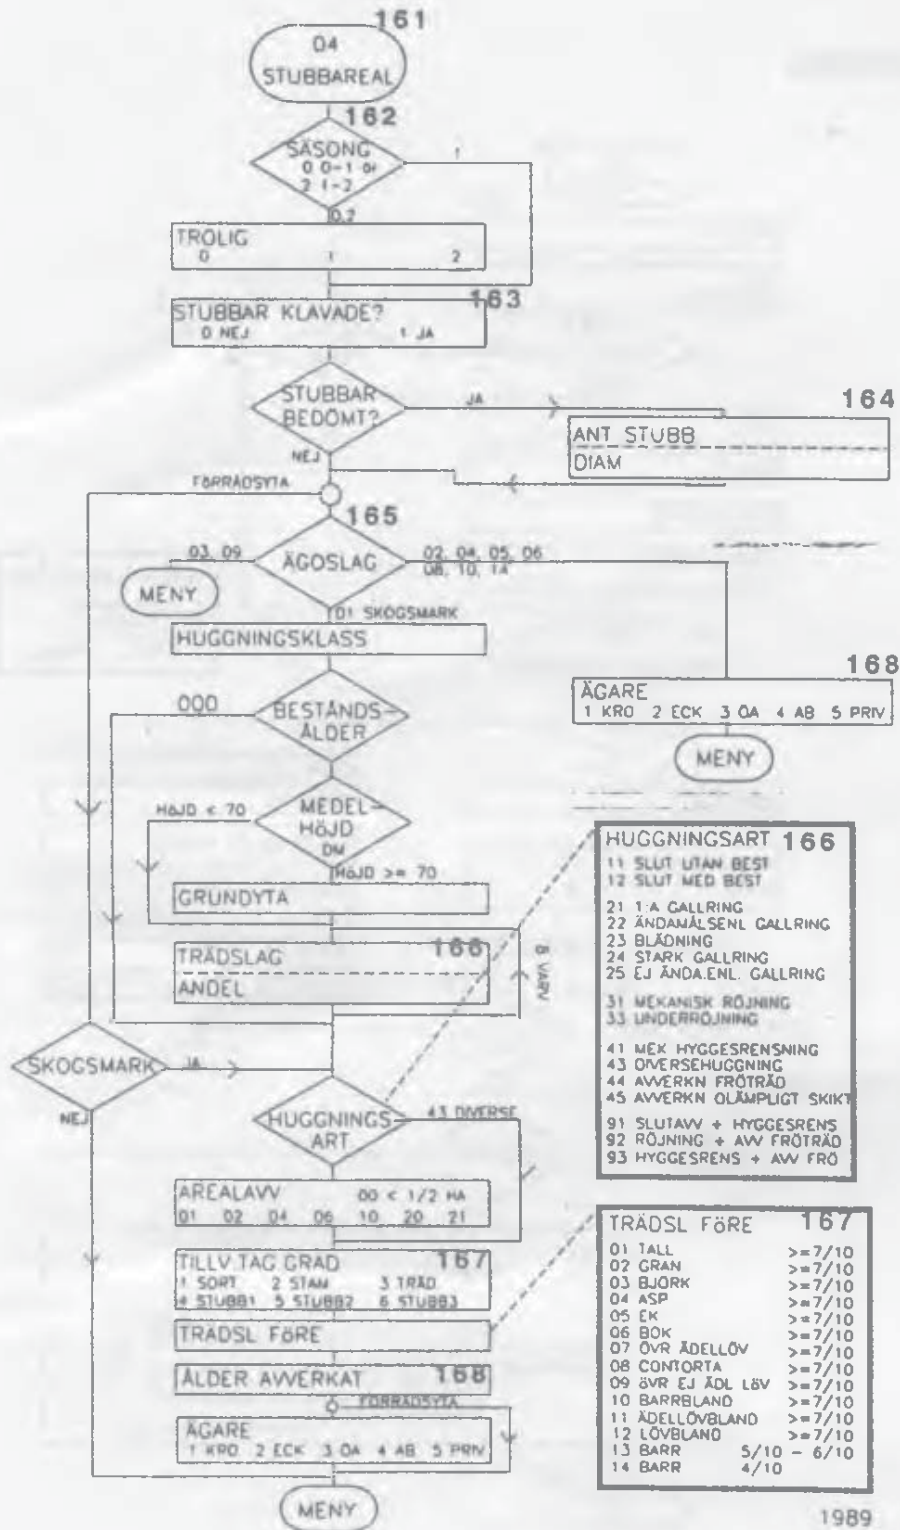 161
04
STUBBAREAL
162
SÄSONG
0 0-1 år
2 1-2
1
0,2
TROLIG
0 1 2
163
STUBBAR KLAVADE?
0 NEJ 1 JA
STUBBAR
BEDÖMT?
JA
NEJ
164
ANT STUBB
DIAM
FÖRRÅDSYTA
165
ÄGOSLAG
03, 09
02, 04, 05, 06
08, 10, 1A
MENY
01 SKOGSMARK
HUGGNINGSKLASS
168
ÄGARE
1 KRO 2 ECK 3 ÖA 4 AB 5 PRIV
MENY
000
BESTÅNDS-
ÅLDER
HÖJD < 70
MEDEL-
HÖJD
DM
HÖJD >= 70
GRUNDYTA
166
TRÄDSLAG
ANDEL
8 VARV
SKOGSMARK
JA
NEJ
HUGGNINGS
ART
43 DIVERSE
AREALAVV 00 < 1/2 HA
01 02 04 06 10 20 21
TILLV.TAG.GRAD 167
1 SORT 2 STAM 3 TRÄD
4 STUBB1 5 STUBB2 6 STUBB3
TRÄDSL FÖRE
ÅLDER AVVERKAT 168
FÖRRÅDSYTA
ÄGARE
1 KRO 2 ECK 3 ÖA 4 AB 5 PRIV
MENY
HUGGNINGSART 166
11 SLUT UTAN BEST
12 SLUT MED BEST
21 1:A GALLRING
22 ÄNDAMÅLSENL GALLRING
23 BLÄDNING
24 STARK GALLRING
25 EJ ÄNDA.ENL. GALLRING
31 MEKANISK RÖJNING
33 UNDERRÖJNING
41 MEK HYGGESRENSNING
43 DIVERSEHUGGNING
44 AVVERKN FRÖTRÄD
45 AVVERKN OLÄMPLIGT SKIKT
91 SLUTAVV + HYGGESRENS
92 RÖJNING + AVV FRÖTRÄD
93 HYGGESRENS + AVV FRÖ
TRÄDSL FÖRE 167
01 TALL >=7/10
02 GRAN >=7/10
03 BJÖRK >=7/10
04 ASP >=7/10
05 EK >=7/10
06 BOK >=7/10
07 ÖVR ÄDELLÖV >=7/10
08 CONTORTA >=7/10
09 ÖVR EJ ÄDL LÖV >=7/10
10 BARRBLAND >=7/10
11 ÄDELLÖVBLAND >=7/10
12 LÖVBLAND >=7/10
13 BARR 5/10 - 6/10
14 BARR 4/10
1989